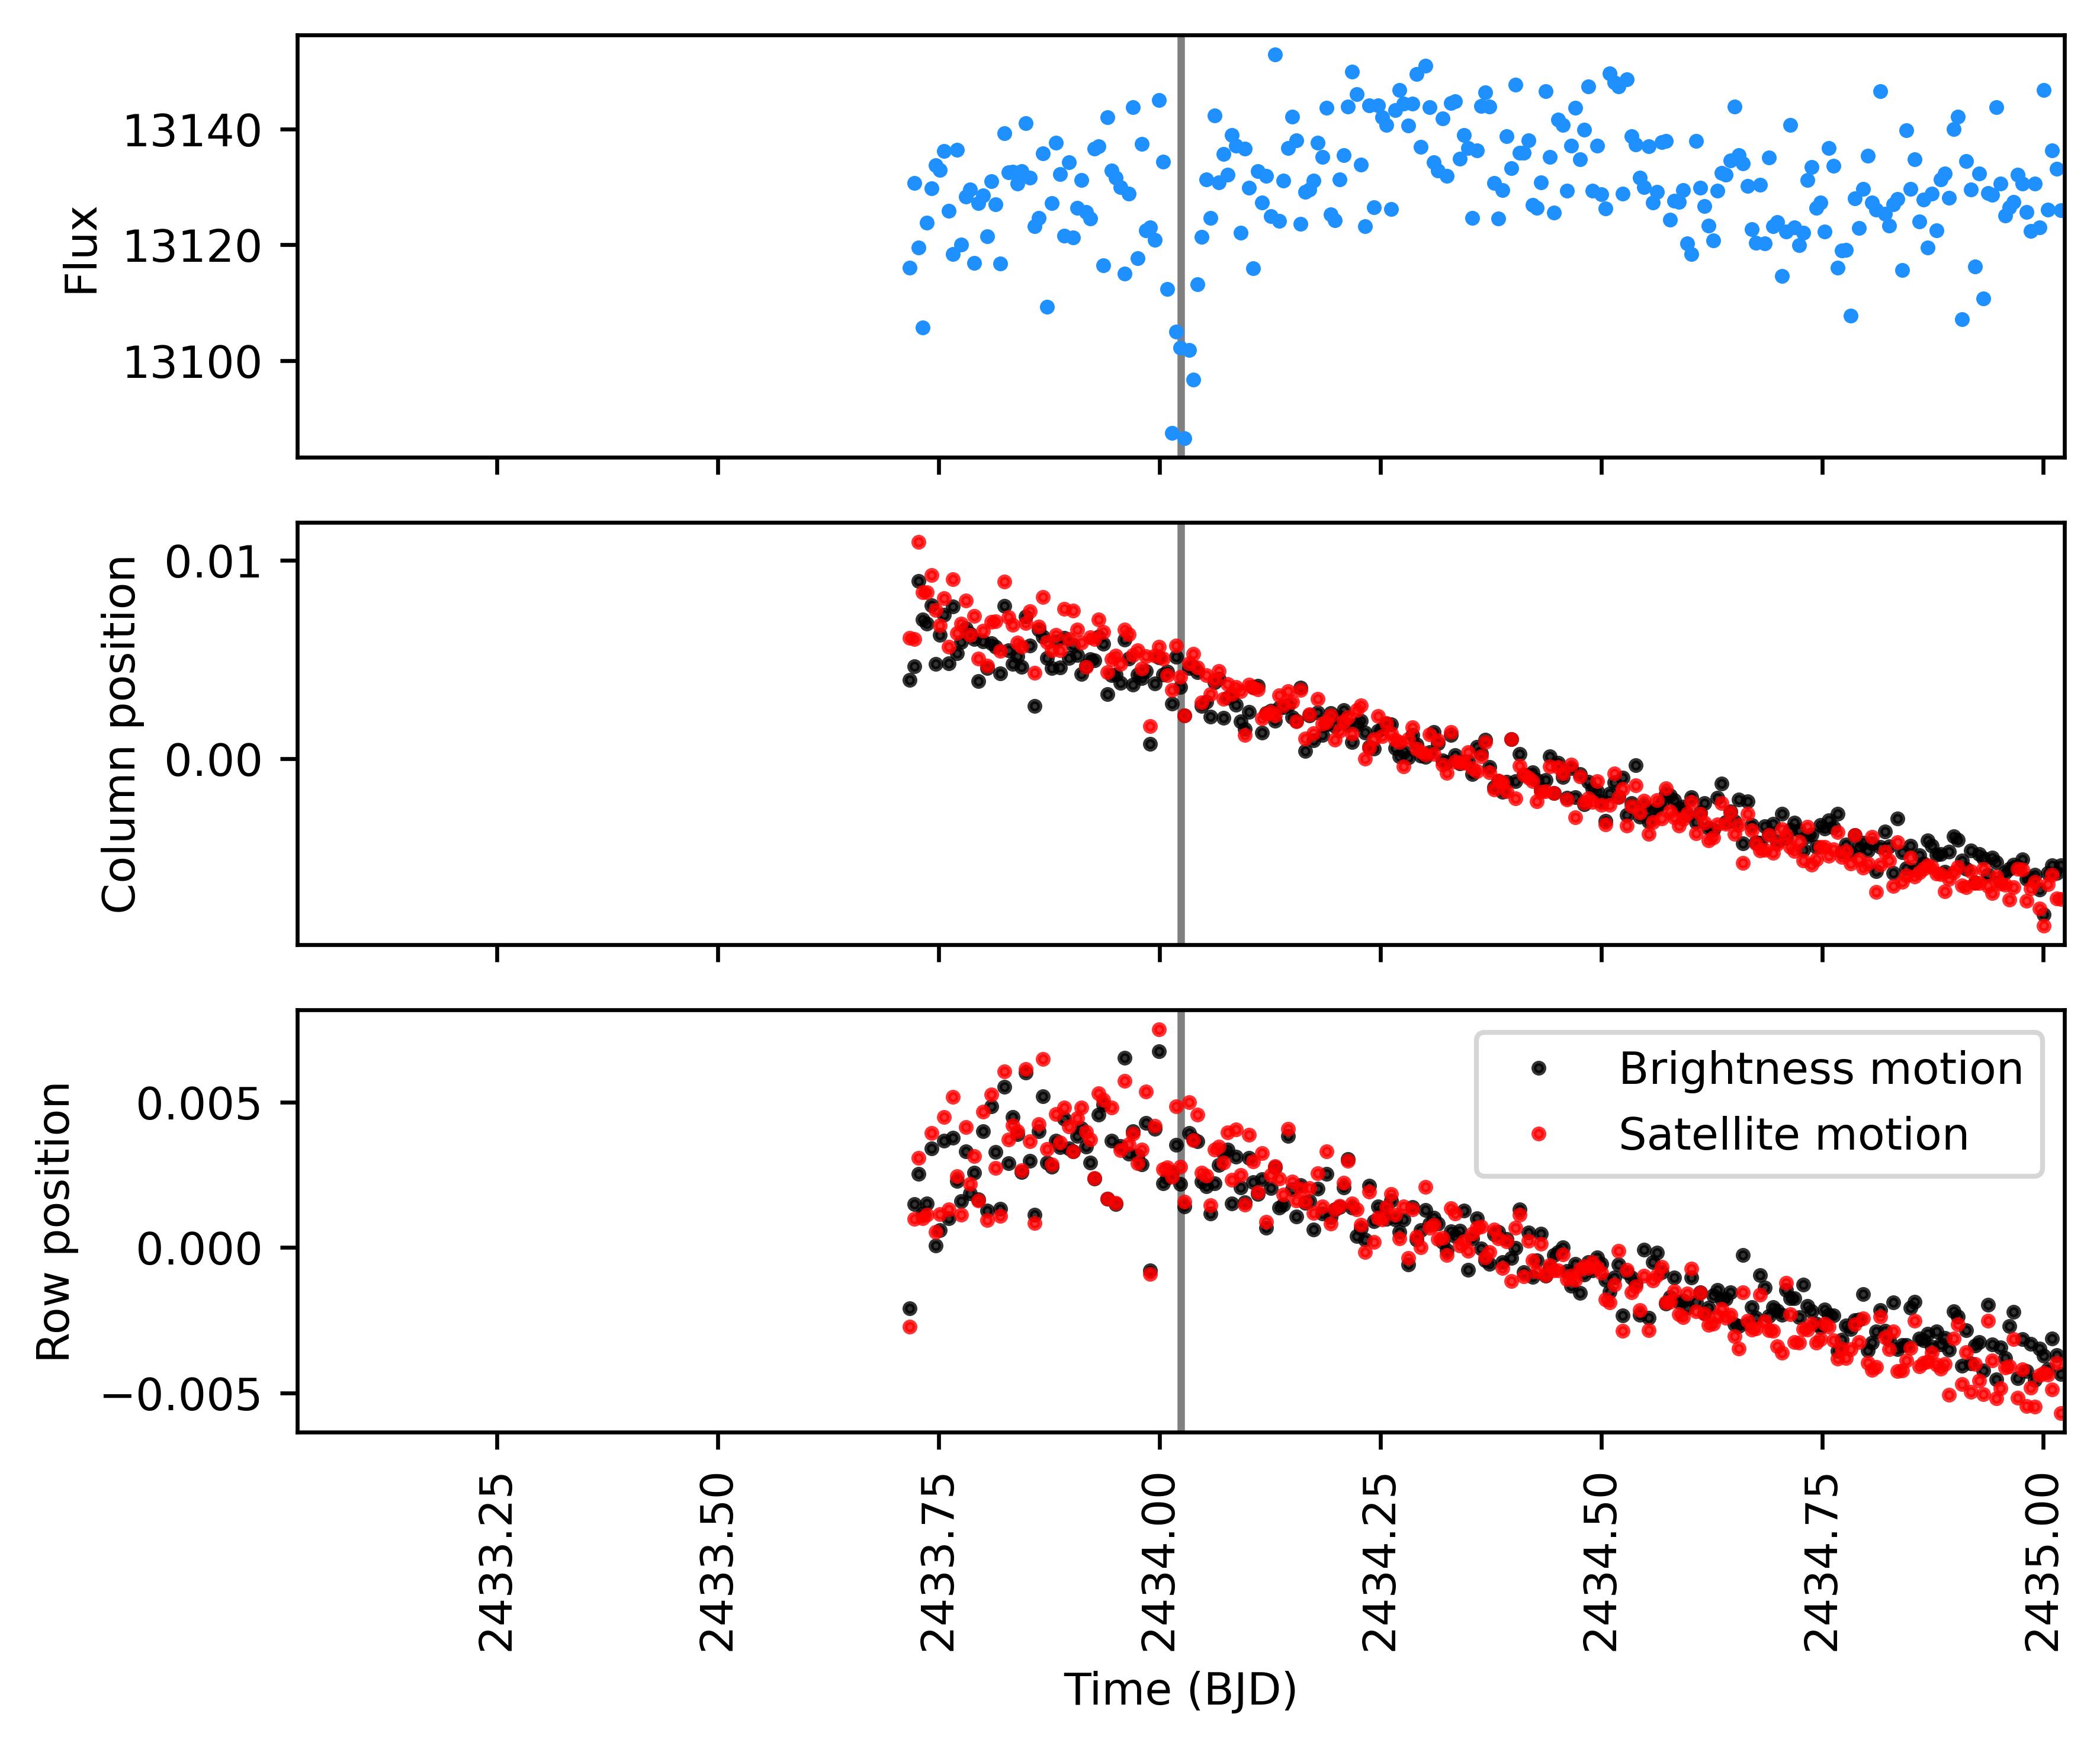 Flux
13140
13120
13100
Column position
0.01
0.00
Row position
0.005
0.000
−0.005
Brightness motion
Satellite motion
2433.25
2433.50
2433.75
2434.00
2434.25
2434.50
2434.75
2435.00
Time (BJD)